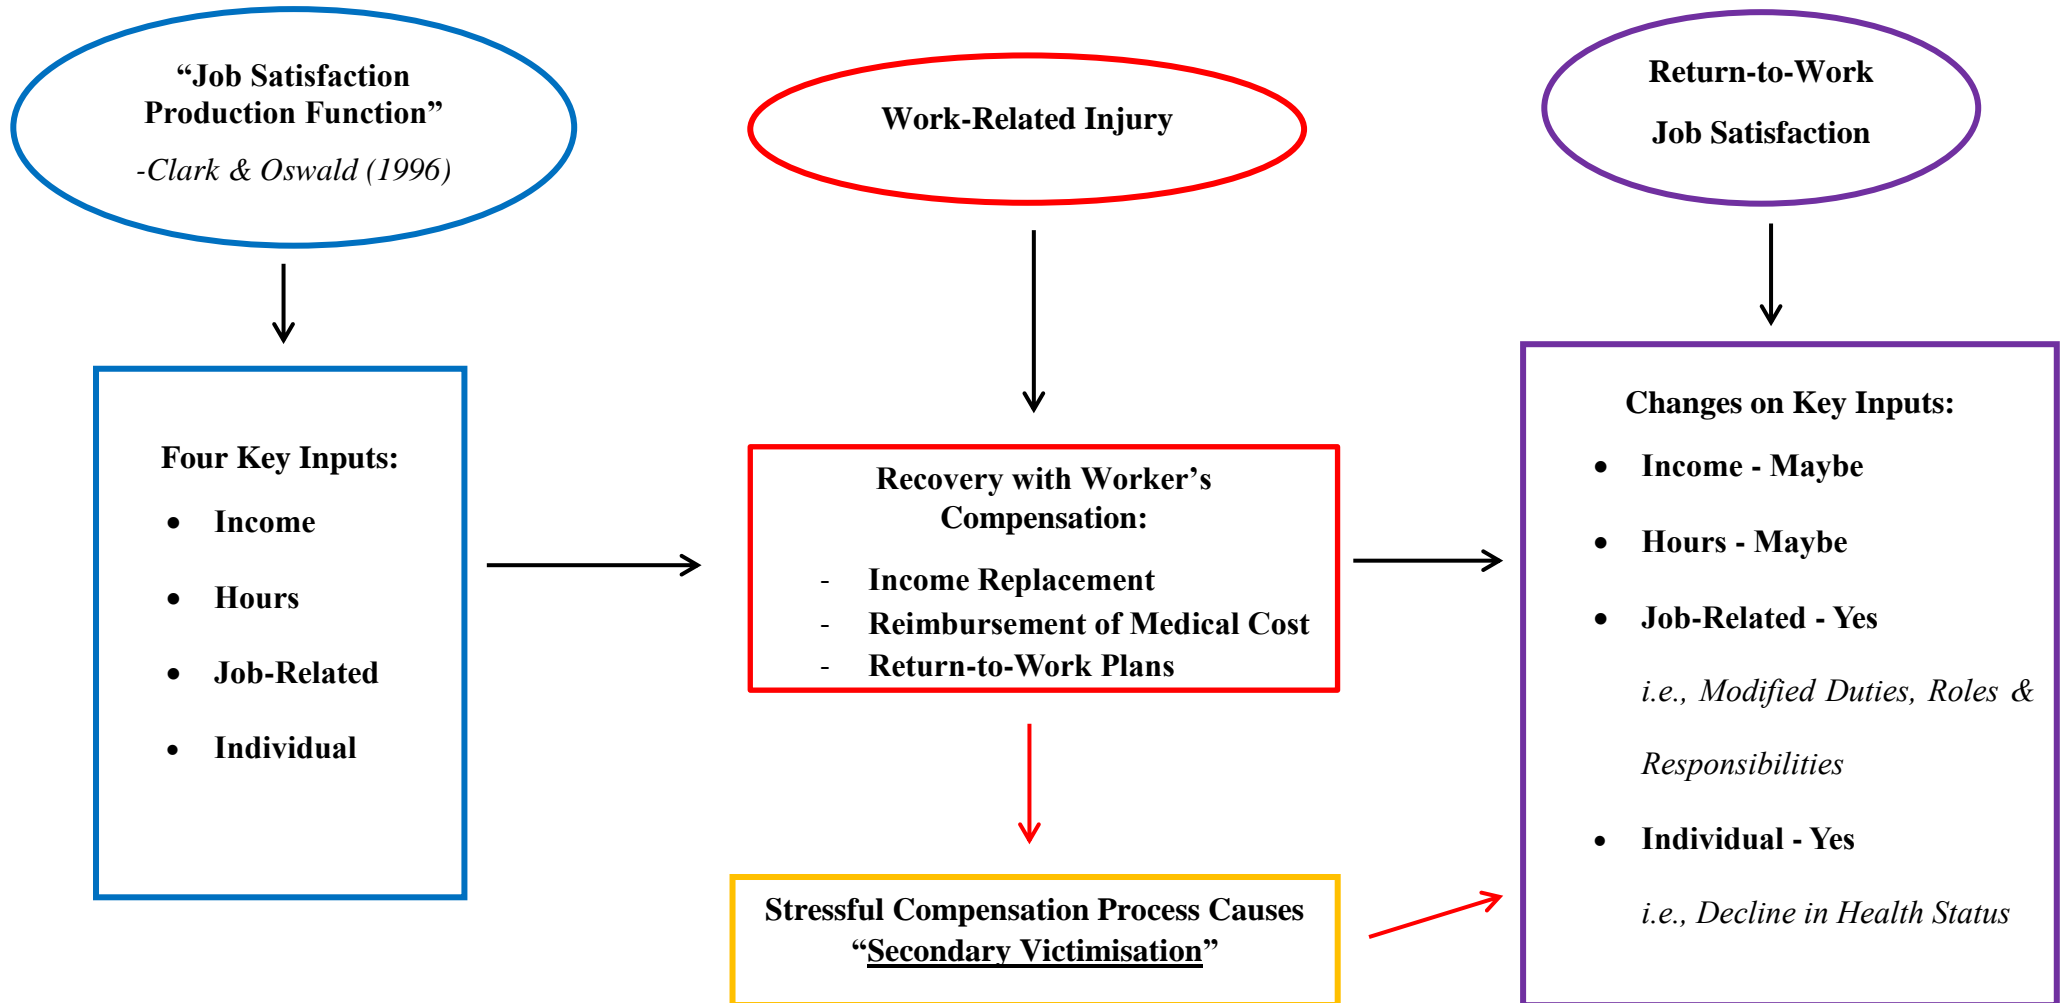 “Job Satisfaction
Production Function”
-Clark & Oswald (1996)
Four Key Inputs:
• Income
• Hours
• Job-Related
• Individual
Work-Related Injury
Recovery with Worker’s
Compensation:
- Income Replacement
- Reimbursement of Medical Cost
- Return-to-Work Plans
Stressful Compensation Process Causes
“Secondary Victimisation”
Return-to-Work
Job Satisfaction
Changes on Key Inputs:
• Income - Maybe
• Hours - Maybe
• Job-Related - Yes
i.e., Modified Duties, Roles &
Responsibilities
• Individual - Yes
i.e., Decline in Health Status